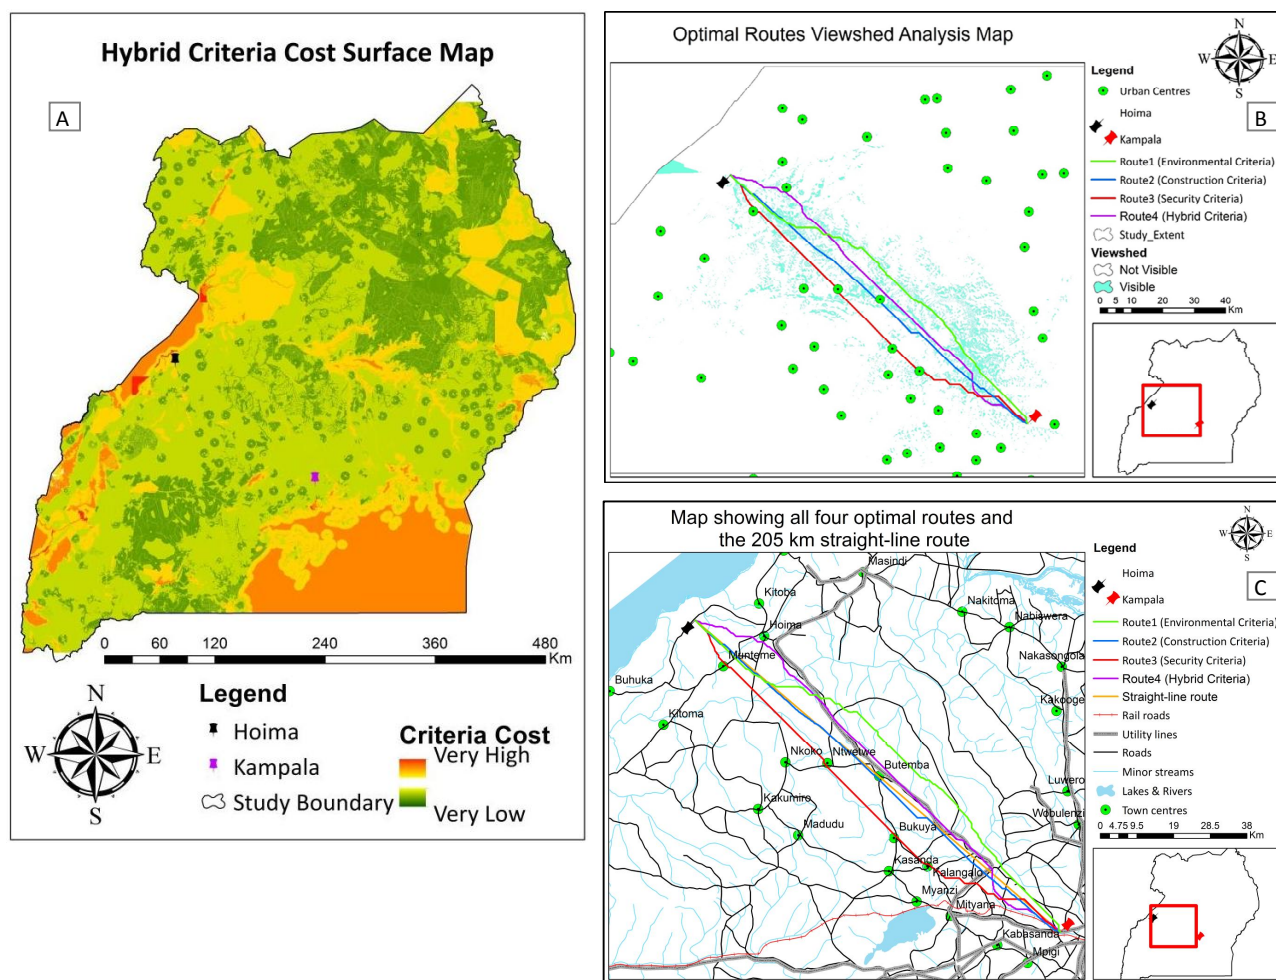 Hybrid Criteria Cost Surface Map
A
0 120 240 360 480
Km
N
W E
S
Legend
Hoima
Kampala
Study Boundary
Criteria Cost
Very High
Very Low
Optimal Routes Viewshed Analysis Map
N
W E
S
B
Legend
Urban Centres
Hoima
Kampala
Route1 (Environmental Criteria)
Route2 (Construction Criteria)
Route3 (Security Criteria)
Route4 (Hybrid Criteria)
Study_Extent
Viewshed
Not Visible
Visible
0 5 10 20 30 40
Km
Map showing all four optimal routes and
the 205 km straight-line route
N
W E
S
C
Legend
Hoima
Kampala
Route1 (Environmental Criteria)
Route2 (Construction Criteria)
Route3 (Security Criteria)
Route4 (Hybrid Criteria)
Straight-line route
Rail roads
Utility lines
Roads
Minor streams
Lakes & Rivers
Town centres
0 4.75 9.5 19 28.5 38
Km
Masindi
Kitoba
Nakitoma
Nabiswera
Hoima
Munteme
Nakasongola
Buhuka
Kakooge
Kitoma
Nkoko
Ntwetwe
Butemba
Luwero
Kakumiro
Wobulenzi
Madudu
Bukuya
Kasanda
Kalangalo
Myanzi
Mityana
Kabasanda
Mpigi